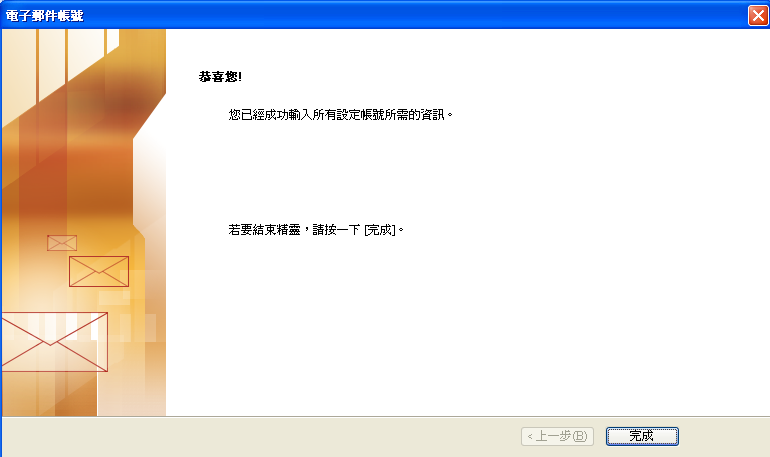 電子郵件帳號
恭喜您!
您已經成功輸入所有設定帳號所需的資訊。
若要結束精靈，請按一下 [完成]。
< 上一步(B)
完成